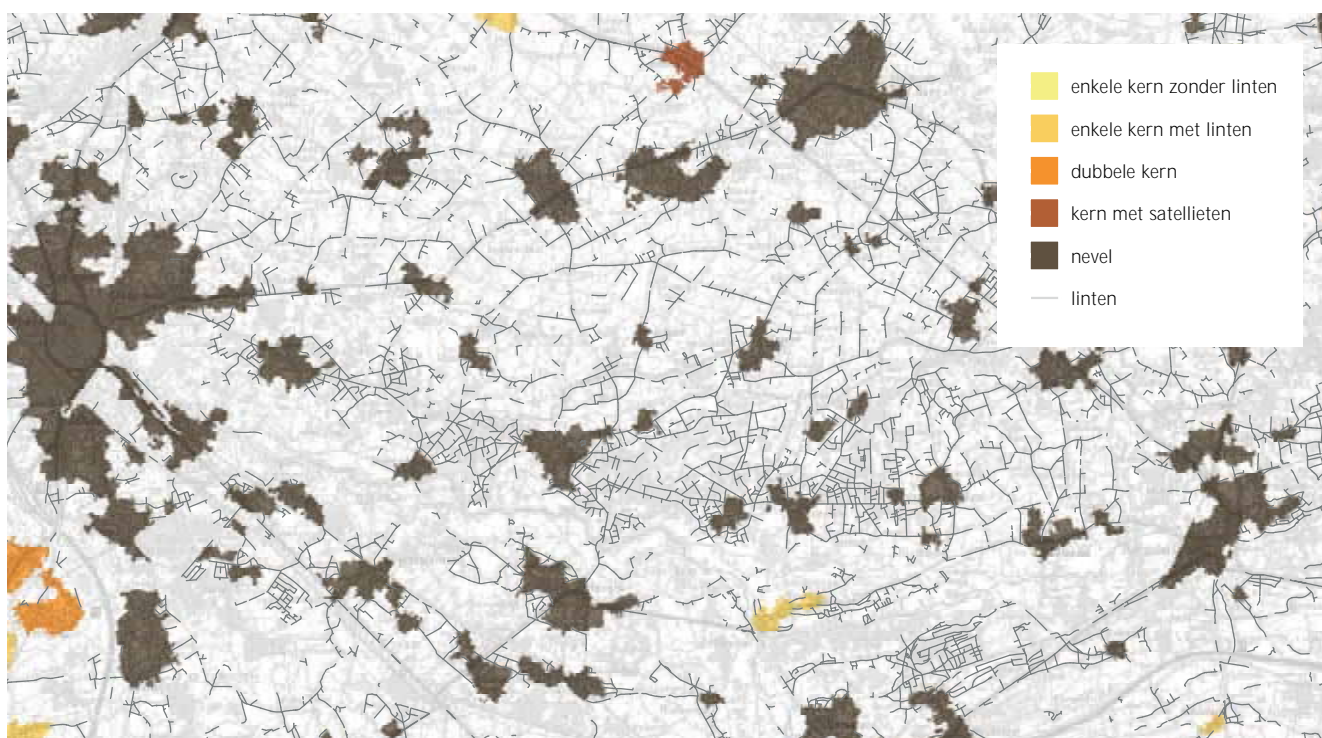 enkele kern zonder linten
enkele kern met linten
dubbele kern
kern met satellieten
nevel
linten